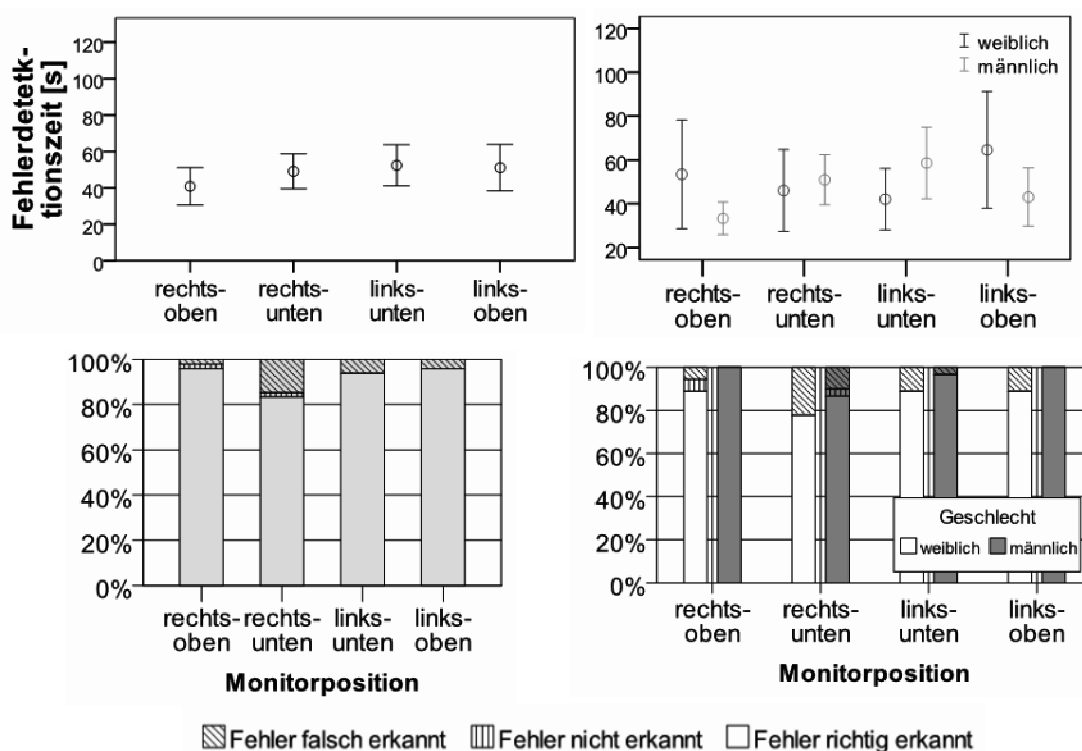 Fehlerdetetk-
tionszeit [s]
120
100
80
60
40
20
0
rechts-
oben
rechts-
unten
links-
unten
links-
oben
120
100
80
60
40
20
weiblich
männlich
rechts-
oben
rechts-
unten
links-
unten
links-
oben
100%
80%
60%
40%
20%
0%
rechts-
oben
rechts-
unten
links-
unten
links-
oben
Monitorposition
100%
80%
60%
40%
20%
0%
Geschlecht
weiblich männlich
rechts-
oben
rechts-
unten
links-
unten
links-
oben
Monitorposition
Fehler falsch erkannt Fehler nicht erkannt Fehler richtig erkannt